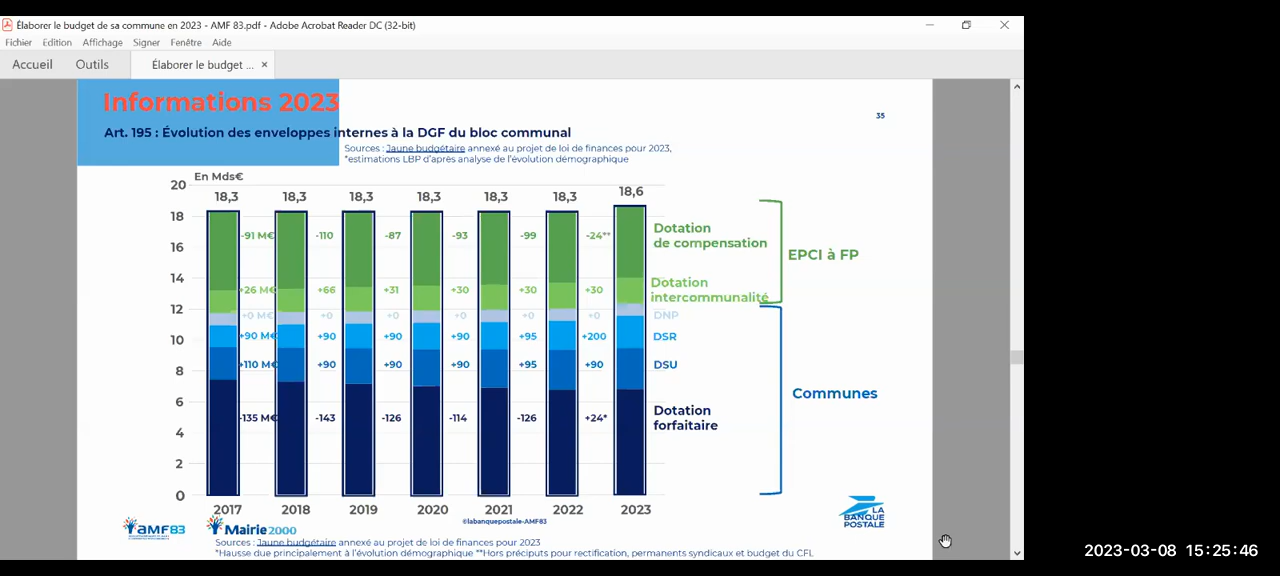 Élaborer le budget de sa commune en 2023 - AMF 83.pdf - Adobe Acrobat Reader DC (32-bit)
Fichier Edition Affichage Signer Fenêtre Aide
Accueil Outils Élaborer le budget ... ×
Informations 2023
35
Art. 195 : Évolution des enveloppes internes à la DGF du bloc communal
Sources : Jaune budgétaire annexé au projet de loi de finances pour 2023,
*estimations LBP d'après analyse de l'évolution démographique
En Mds€
20
18,3 18,3 18,3 18,3 18,3 18,3 18,6
18
-91 M€ -110 -87 -93 -99 -24**
Dotation
de compensation
EPCI à FP
16
14
+26 M€ +66 +31 +30 +30 +30
Dotation
intercommunalité
12
+0 M€ +0 +0 +0 +0 +0 DNP
10
+90 M€ +90 +90 +90 +95 +200 DSR
8
+110 M€ +90 +90 +90 +95 +90 DSU
Communes
6
-135 M€ -143 -126 -114 -126 +24*
Dotation
forfaitaire
4
2
0
2017 2018 2019 2020 2021 2022 2023
©labanquepostale-AMF83
AMF83
Mairie2000
LA
BANQUE
POSTALE
Sources : Jaune budgétaire annexé au projet de loi de finances pour 2023
*Hausse due principalement à l'évolution démographique **Hors préciputs pour rectification, permanents syndicaux et budget du CFL
2023-03-08 15:25:46